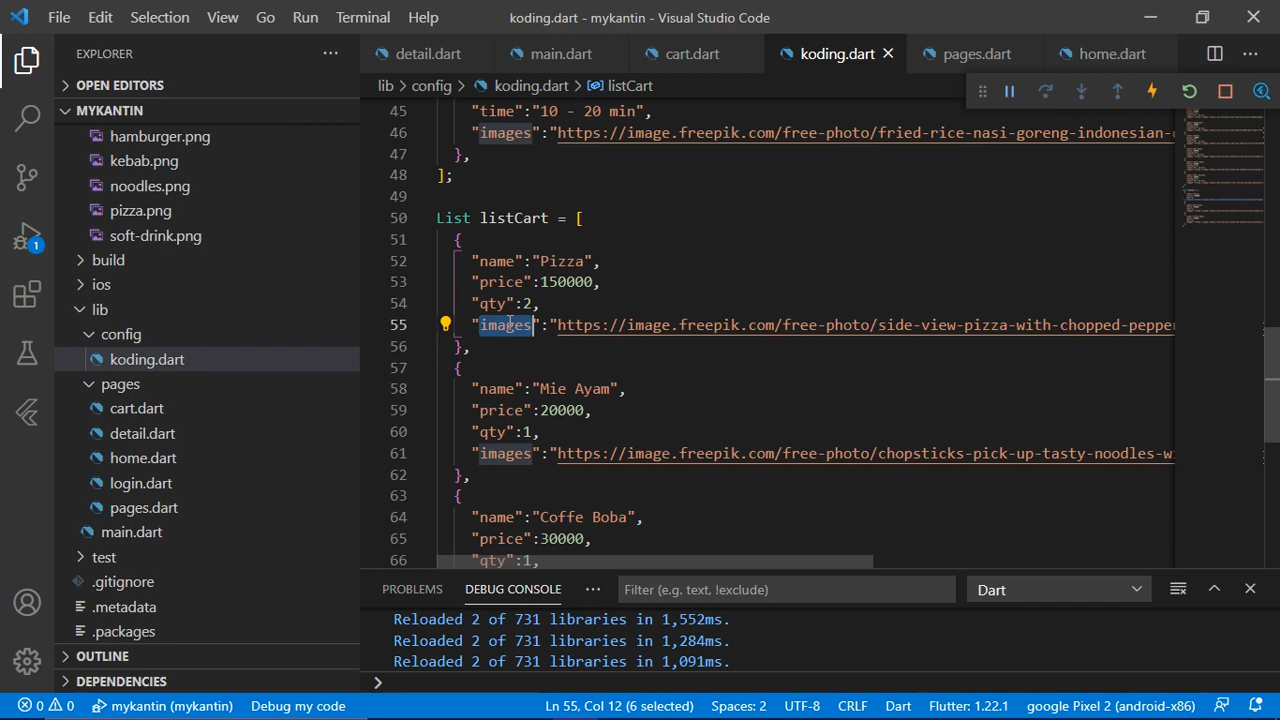 File Edit Selection View Go Run Terminal Help
koding.dart - mykantin - Visual Studio Code
EXPLORER
OPEN EDITORS
MYKANTIN
hamburger.png
kebab.png
noodles.png
pizza.png
soft-drink.png
build
ios
lib
config
koding.dart
pages
cart.dart
detail.dart
home.dart
login.dart
pages.dart
main.dart
test
.gitignore
.metadata
.packages
OUTLINE
DEPENDENCIES
1
detail.dart main.dart cart.dart koding.dart pages.dart home.dart
lib > config > koding.dart > listCart
45 "time":"10 - 20 min",
46 "images":"https://image.freepik.com/free-photo/fried-rice-nasi-goreng-indonesian-
47 },
48 ];
49
50 List listCart = [
51 {
52 "name":"Pizza",
53 "price":150000,
54 "qty":2,
55 "images":"https://image.freepik.com/free-photo/side-view-pizza-with-chopped-pepper
56 },
57 {
58 "name":"Mie Ayam",
59 "price":20000,
60 "qty":1,
61 "images":"https://image.freepik.com/free-photo/chopsticks-pick-up-tasty-noodles-w
62 },
63 {
64 "name":"Coffe Boba",
65 "price":30000,
66 "qty":1,
PROBLEMS DEBUG CONSOLE Filter (e.g. text, !exclude) Dart
Reloaded 2 of 731 libraries in 1,552ms.
Reloaded 2 of 731 libraries in 1,284ms.
Reloaded 2 of 731 libraries in 1,091ms.
0 0 mykantin (mykantin) Debug my code Ln 55, Col 12 (6 selected) Spaces: 2 UTF-8 CRLF Dart Flutter: 1.22.1 google Pixel 2 (android-x86)